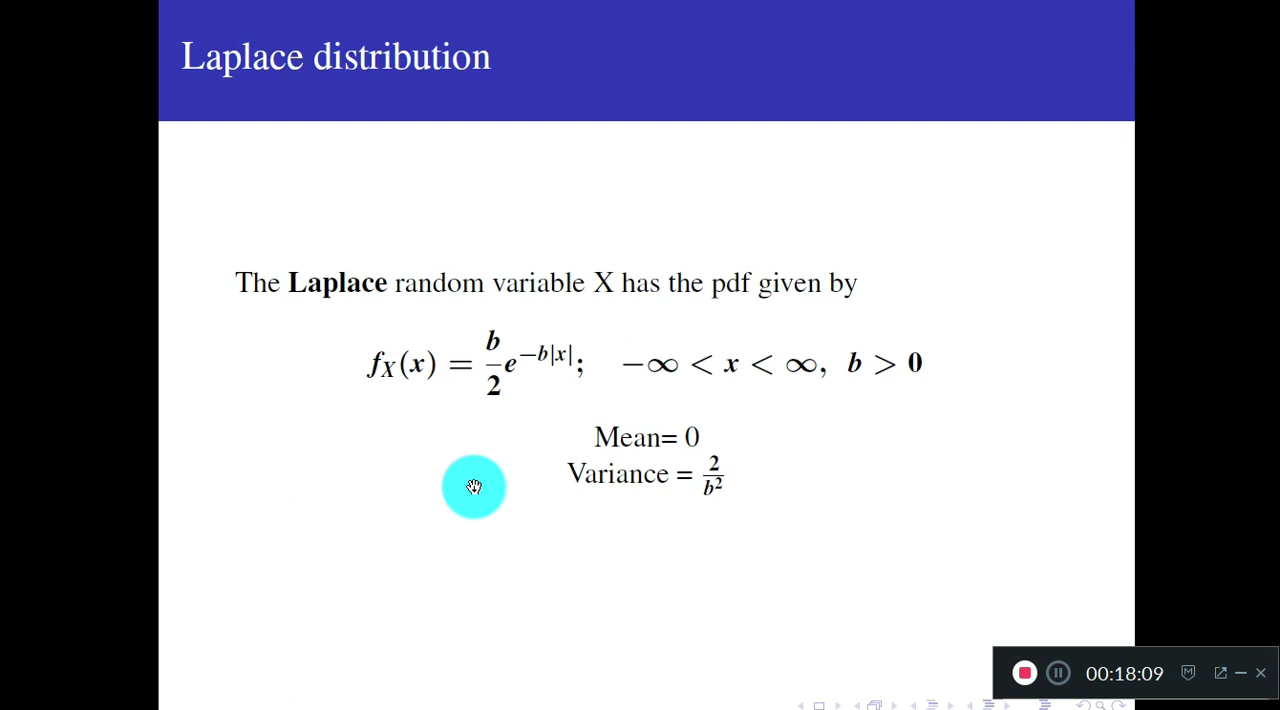 Laplace distribution
The Laplace random variable X has the pdf given by
f_X(x) = b/2 e^{−b|x|};   −∞ < x < ∞,  b > 0
Mean= 0
Variance = 2/b²
00:18:09